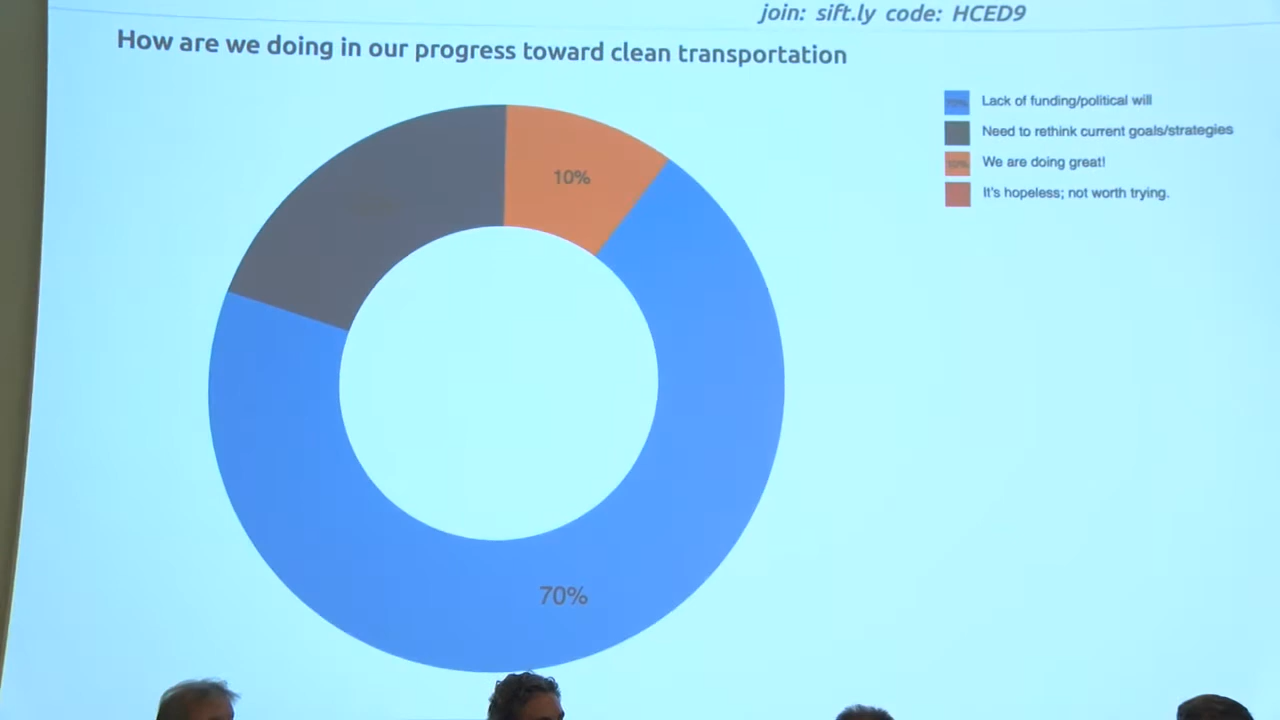 join: sift.ly code: HCED9
How are we doing in our progress toward clean transportation
Lack of funding/political will
Need to rethink current goals/strategies
We are doing great!
It's hopeless; not worth trying.
10%
70%